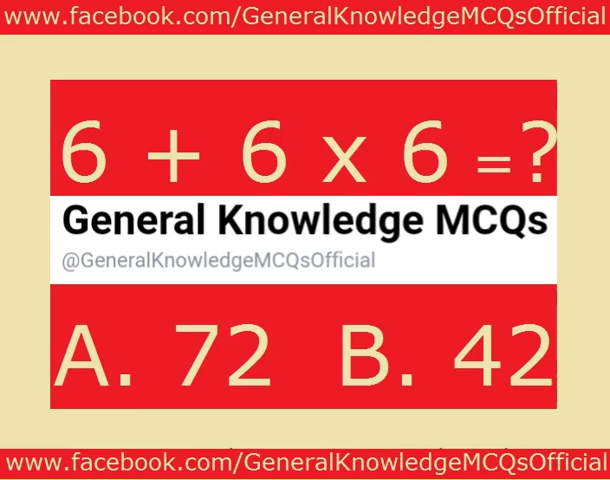 www.facebook.com/GeneralKnowledgeMCQsOfficial
6 + 6 x 6 =?
General Knowledge MCQs
@GeneralKnowledgeMCQsOfficial
A. 72 B. 42
www.facebook.com/GeneralKnowledgeMCQsOfficial